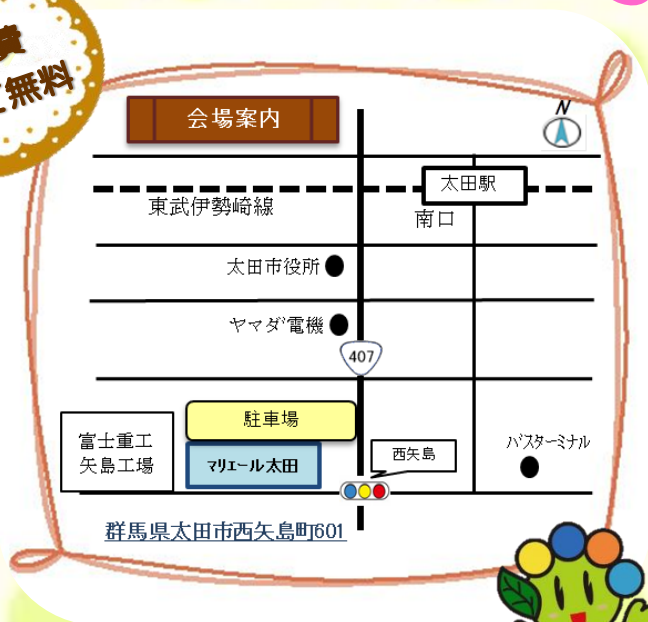 費
無料
会場案内
N
太田駅
東武伊勢崎線
南口
太田市役所
ヤマダ電機
407
駐車場
富士重工
矢島工場
マリエール太田
西矢島
バスターミナル
群馬県太田市西矢島町601